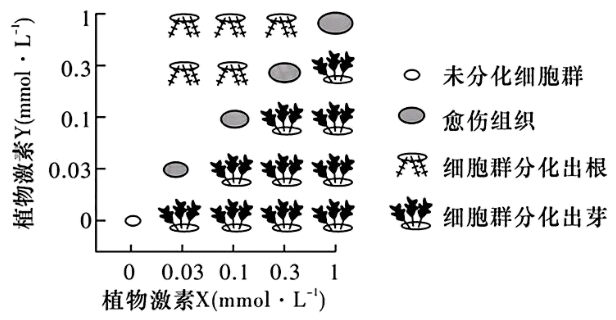 植物激素Y(mmol·L⁻¹)
1
0.3
0.1
0.03
0
0 0.03 0.1 0.3 1
植物激素X(mmol·L⁻¹)
未分化细胞群
愈伤组织
细胞群分化出根
细胞群分化出芽